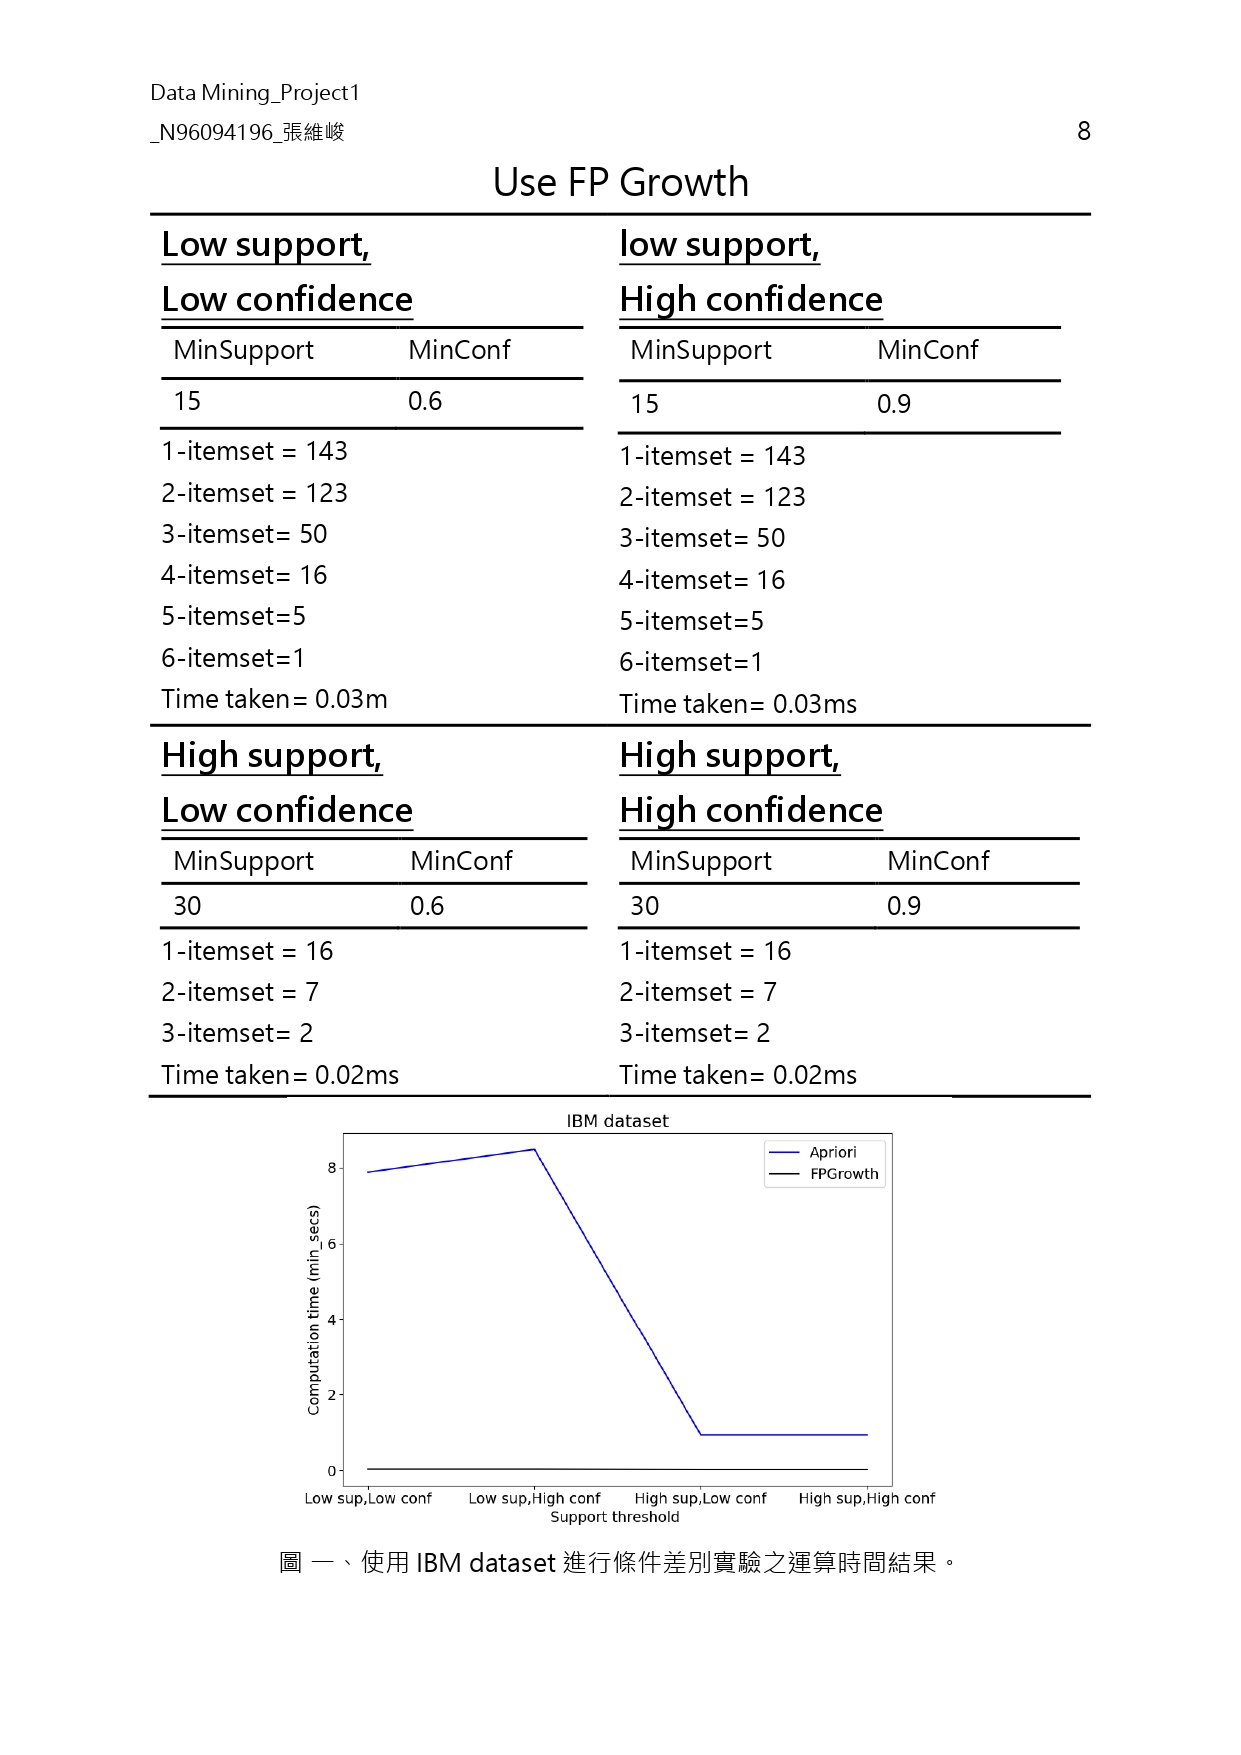 Data Mining_Project1
_N96094196_張維峻
8
Use FP Growth
Low support,
Low confidence
MinSupport MinConf
15 0.6
1-itemset = 143
2-itemset = 123
3-itemset= 50
4-itemset= 16
5-itemset=5
6-itemset=1
Time taken= 0.03m
low support,
High confidence
MinSupport MinConf
15 0.9
1-itemset = 143
2-itemset = 123
3-itemset= 50
4-itemset= 16
5-itemset=5
6-itemset=1
Time taken= 0.03ms
High support,
Low confidence
MinSupport MinConf
30 0.6
1-itemset = 16
2-itemset = 7
3-itemset= 2
Time taken= 0.02ms
High support,
High confidence
MinSupport MinConf
30 0.9
1-itemset = 16
2-itemset = 7
3-itemset= 2
Time taken= 0.02ms
IBM dataset
Apriori
FPGrowth
Computation time (min_secs)
8
6
4
2
0
Low sup,Low conf Low sup,High conf High sup,Low conf High sup,High conf
Support threshold
圖 一、使用 IBM dataset 進行條件差別實驗之運算時間結果。